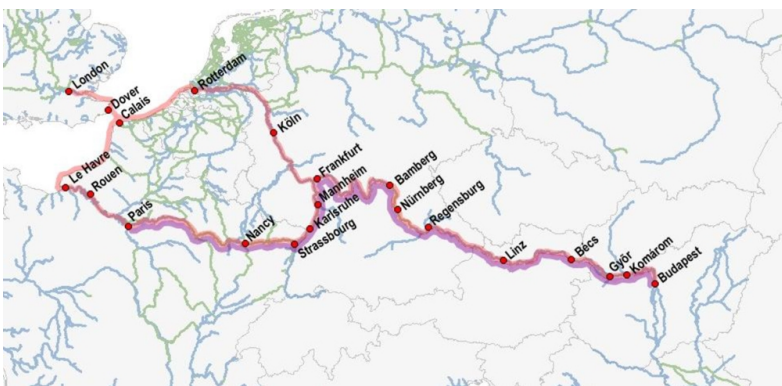 London
Dover
Calais
Rotterdam
Köln
Le Havre
Rouen
Paris
Nancy
Strassbourg
Karlsruhe
Mannheim
Frankfurt
Bamberg
Nürnberg
Regensburg
Linz
Bécs
Győr
Komárom
Budapest